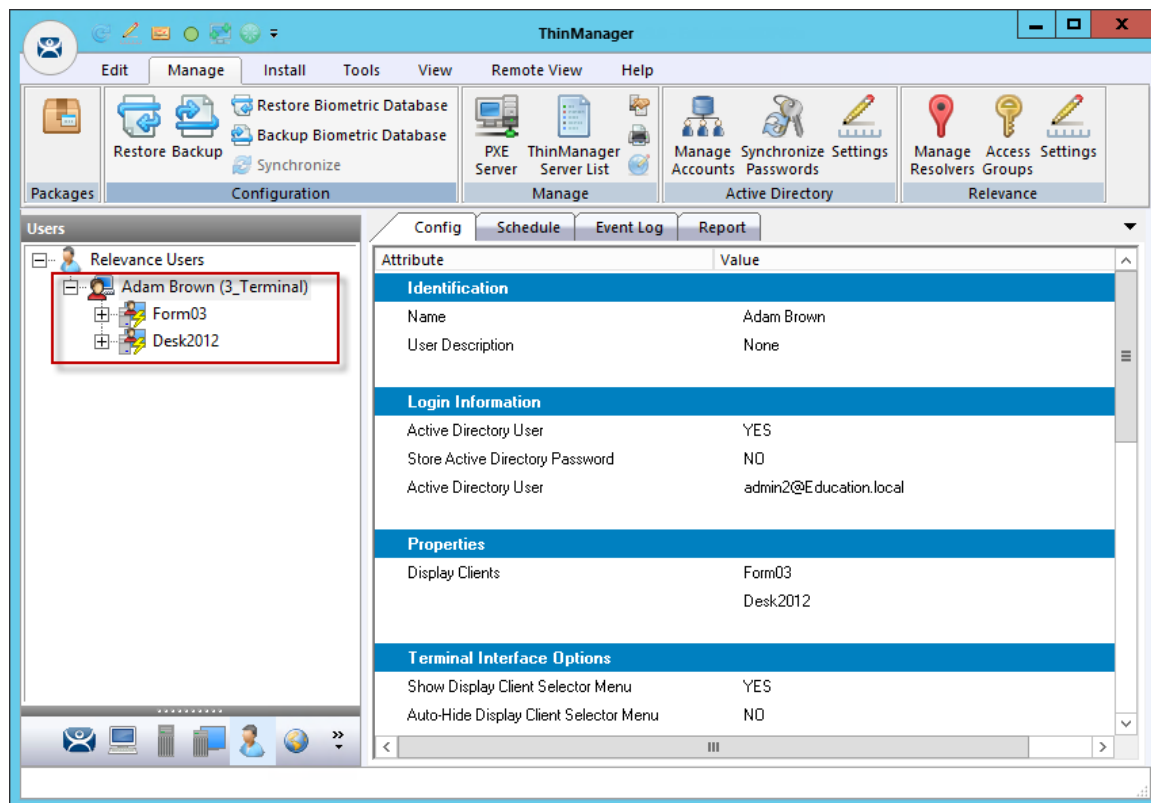 ThinManager
Edit Manage Install Tools View Remote View Help
Restore Backup
Restore Biometric Database
Backup Biometric Database
Synchronize
PXE Server
ThinManager Server List
Manage Accounts
Synchronize Passwords
Settings
Manage Resolvers
Access Groups
Settings
Packages Configuration Manage Active Directory Relevance
Users
Relevance Users
Adam Brown (3_Terminal)
Form03
Desk2012
Config Schedule Event Log Report
Attribute Value
Identification
Name Adam Brown
User Description None
Login Information
Active Directory User YES
Store Active Directory Password NO
Active Directory User admin2@Education.local
Properties
Display Clients Form03
Desk2012
Terminal Interface Options
Show Display Client Selector Menu YES
Auto-Hide Display Client Selector Menu NO